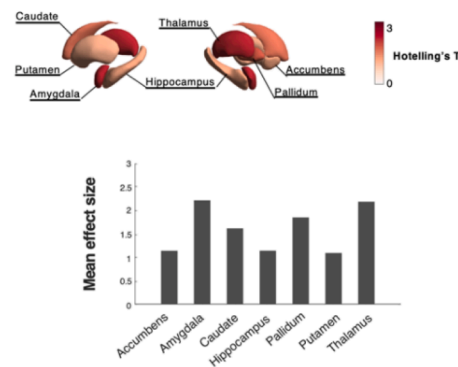 Caudate
Thalamus
3
Hotelling's T
Putamen
Accumbens
0
Hippocampus
Amygdala
Pallidum
Mean effect size
3
2.5
2
1.5
1
0.5
0
Accumbens
Amygdala
Caudate
Hippocampus
Pallidum
Putamen
Thalamus